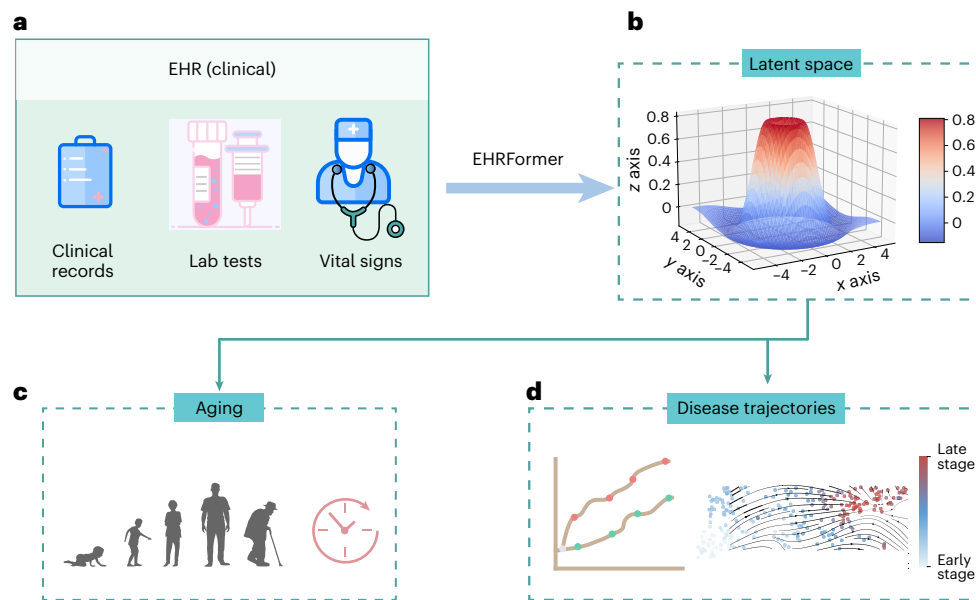 a
EHR (clinical)
Clinical
records
Lab tests
Vital signs
EHRFormer
b
Latent space
0.8
0.6
0.4
0.2
0
z axis
4
2
0
−2
−4
y axis
−4
−2
0
2
4
x axis
0.8
0.6
0.4
0.2
0
c
Aging
d
Disease trajectories
Late
stage
Early
stage